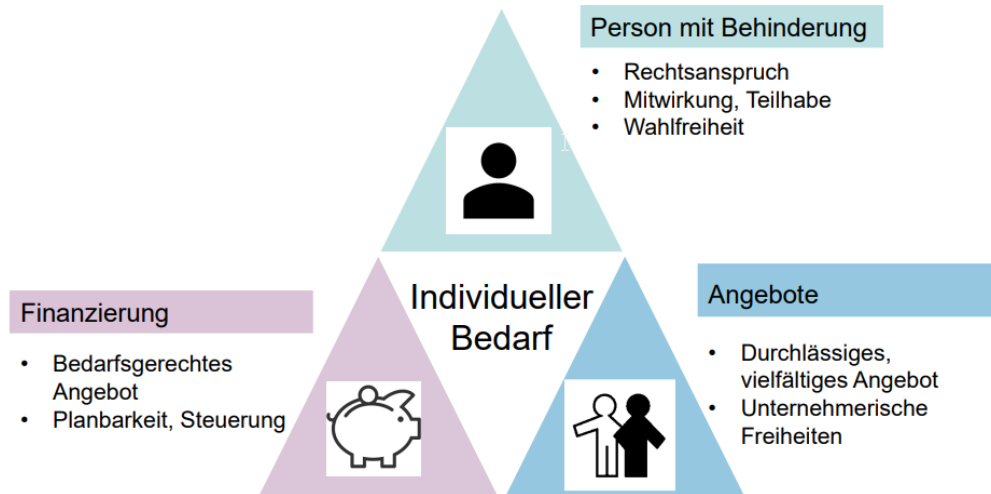 Person mit Behinderung
• Rechtsanspruch
• Mitwirkung, Teilhabe
• Wahlfreiheit
Individueller
Bedarf
Finanzierung
• Bedarfsgerechtes
Angebot
• Planbarkeit, Steuerung
Angebote
• Durchlässiges,
vielfältiges Angebot
• Unternehmerische
Freiheiten